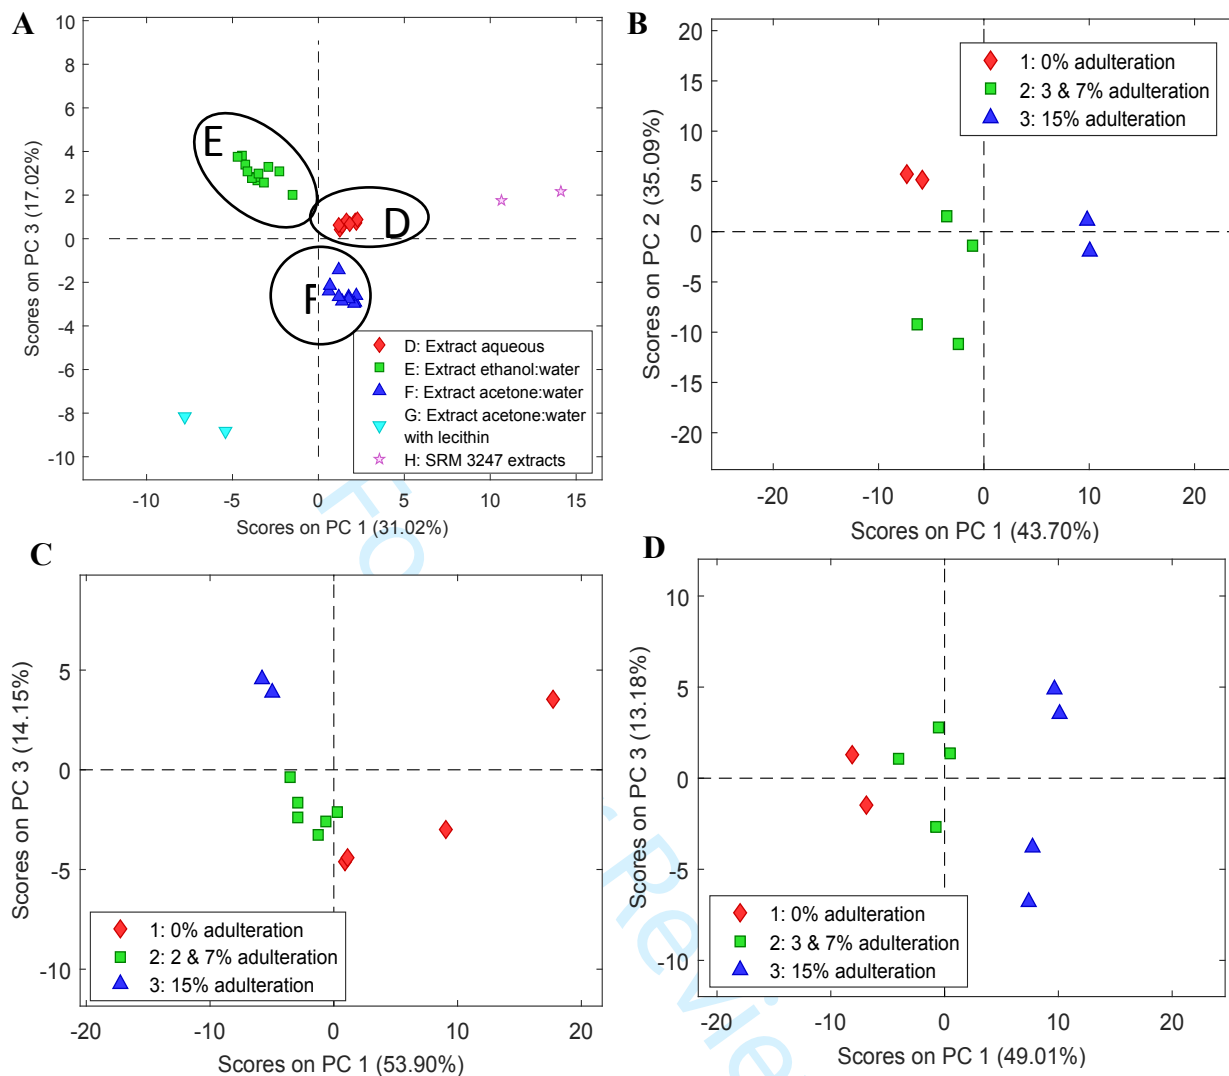 A
10
8
6
4
2
0
-2
-4
-6
-8
-10
Scores on PC 3 (17.02%)
E
D
F
D: Extract aqueous
E: Extract ethanol:water
F: Extract acetone:water
G: Extract acetone:water
with lecithin
H: SRM 3247 extracts
-10
-5
0
5
10
15
Scores on PC 1 (31.02%)
B
20
15
10
5
0
-5
-10
-15
-20
Scores on PC 2 (35.09%)
1: 0% adulteration
2: 3 & 7% adulteration
3: 15% adulteration
-20
-10
0
10
20
Scores on PC 1 (43.70%)
C
-20
-10
0
10
20
5
0
-5
-10
Scores on PC 3 (14.15%)
1: 0% adulteration
2: 2 & 7% adulteration
3: 15% adulteration
-20
-10
0
10
20
Scores on PC 1 (53.90%)
D
10
5
0
-5
-10
Scores on PC 3 (13.18%)
1: 0% adulteration
2: 3 & 7% adulteration
3: 15% adulteration
-20
-10
0
10
20
Scores on PC 1 (49.01%)